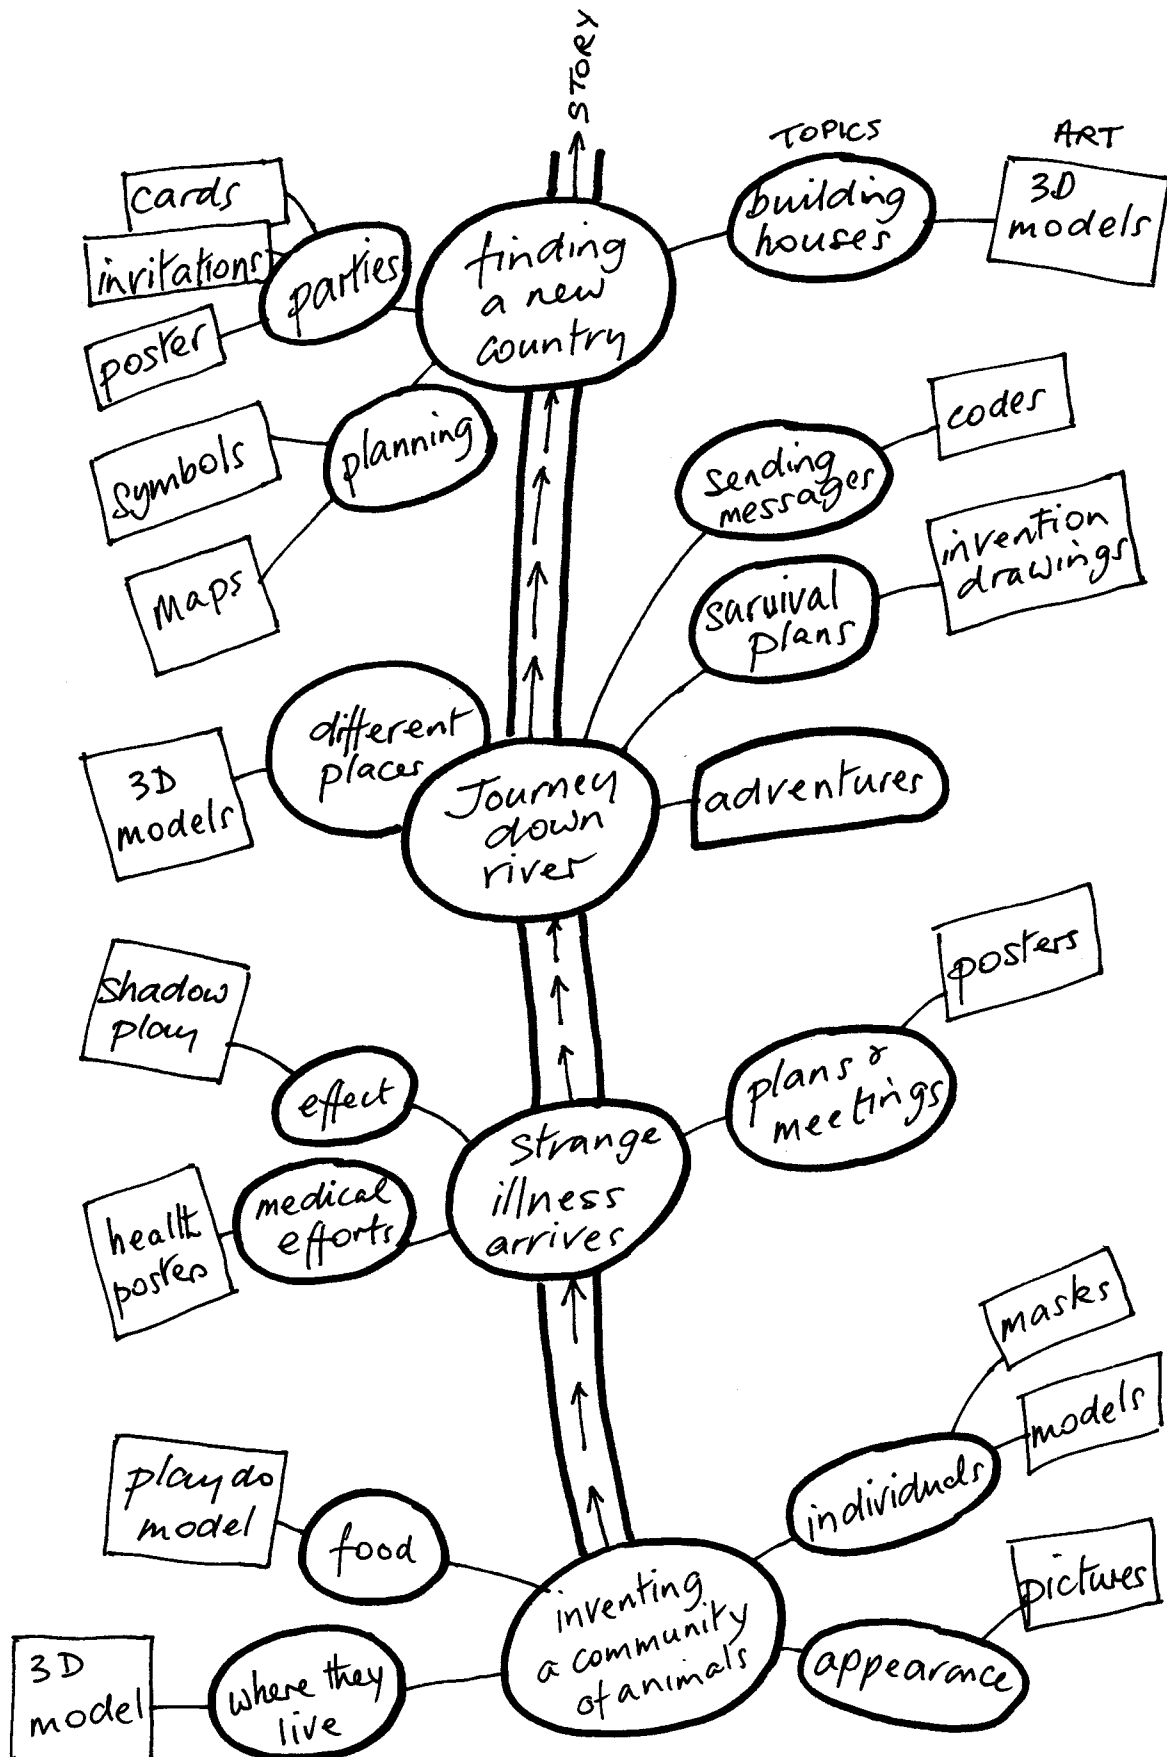 STORY
TOPICS
ART
cards
invitations
parties
poster
finding
a new
country
building
houses
3D
models
symbols
planning
maps
codes
sending
messages
invention
drawings
survival
plans
different
places
3D
models
Journey
down
river
adventures
shadow
play
effect
posters
plans &
meetings
strange
illness
arrives
medical
efforts
health
posters
masks
models
individuals
playdo
model
food
inventing
a community
of animals
pictures
appearance
3D
model
where they
live